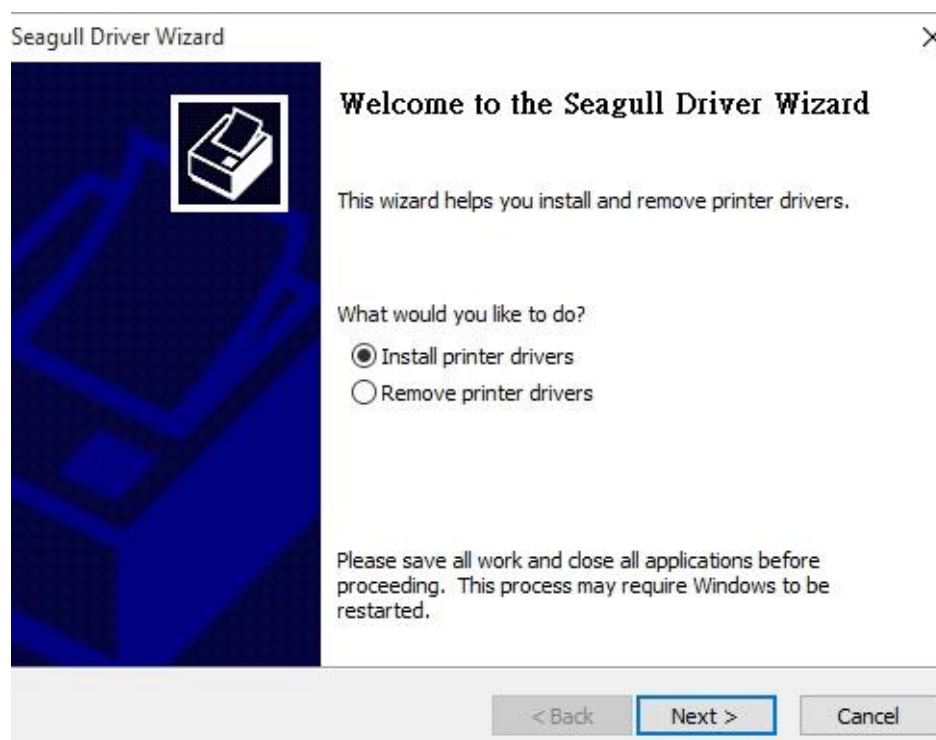 Seagull Driver Wizard
Welcome to the Seagull Driver Wizard
This wizard helps you install and remove printer drivers.
What would you like to do?
Install printer drivers
Remove printer drivers
Please save all work and close all applications before
proceeding. This process may require Windows to be
restarted.
< Back
Next >
Cancel